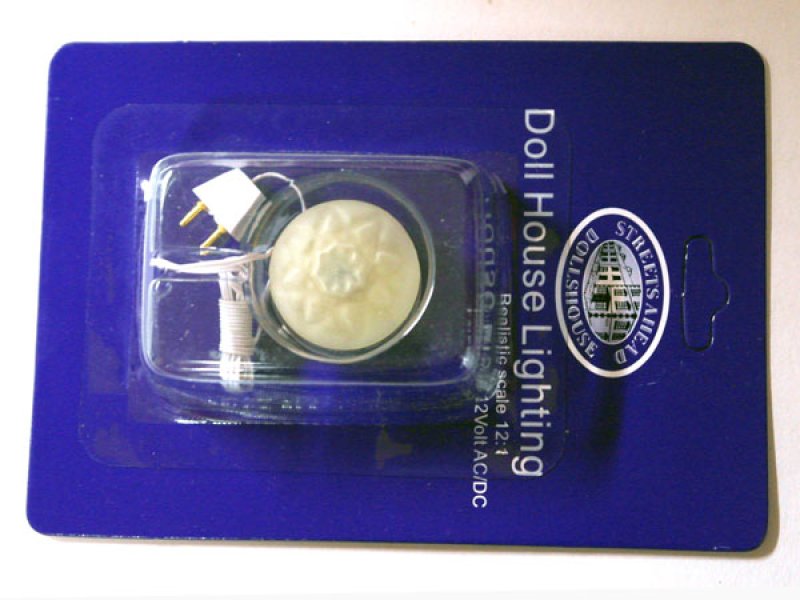 STREETS AHEAD
DOLLSHOUSE
Doll House Lighting
Realistic scale 12:1
12Volt AC/DC